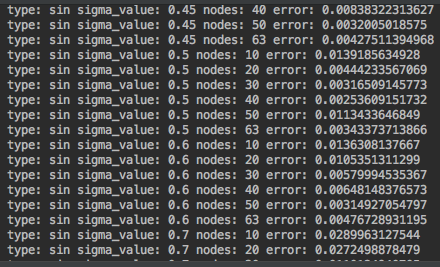 type: sin sigma_value: 0.45 nodes: 40 error: 0.00838322313627
type: sin sigma_value: 0.45 nodes: 50 error: 0.0032005018575
type: sin sigma_value: 0.45 nodes: 63 error: 0.00427511394968
type: sin sigma_value: 0.5 nodes: 10 error: 0.0139185634928
type: sin sigma_value: 0.5 nodes: 20 error: 0.00444233567069
type: sin sigma_value: 0.5 nodes: 30 error: 0.00316509145773
type: sin sigma_value: 0.5 nodes: 40 error: 0.00253609151732
type: sin sigma_value: 0.5 nodes: 50 error: 0.0113433646849
type: sin sigma_value: 0.5 nodes: 63 error: 0.00343373713866
type: sin sigma_value: 0.6 nodes: 10 error: 0.0136308137667
type: sin sigma_value: 0.6 nodes: 20 error: 0.0105351311299
type: sin sigma_value: 0.6 nodes: 30 error: 0.00579994535367
type: sin sigma_value: 0.6 nodes: 40 error: 0.00648148376573
type: sin sigma_value: 0.6 nodes: 50 error: 0.00314927054797
type: sin sigma_value: 0.6 nodes: 63 error: 0.00476728931195
type: sin sigma_value: 0.7 nodes: 10 error: 0.0289963127544
type: sin sigma_value: 0.7 nodes: 20 error: 0.0272498878479